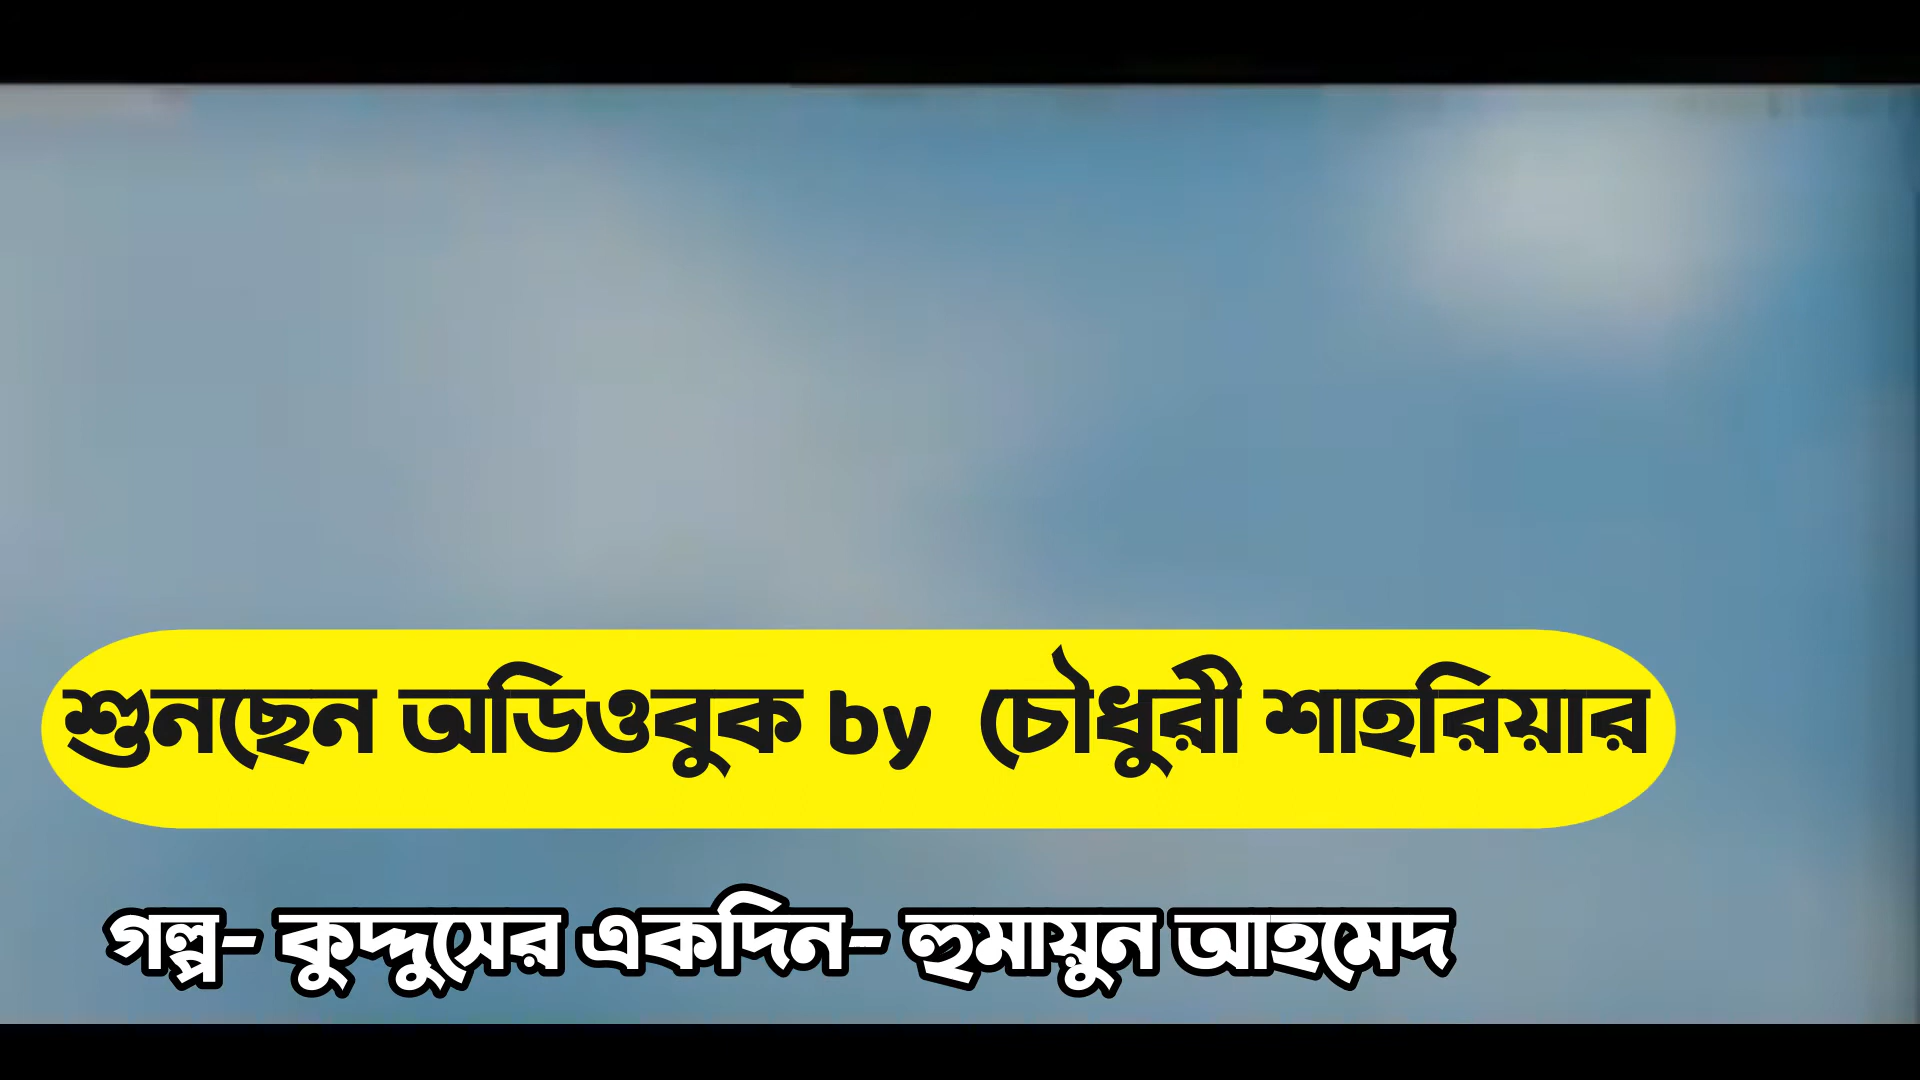 শুনছেন অডিওবুক by চৌধুরী শাহরিয়ার
গল্প- কুদ্দুসের একদিন- হুমায়ুন আহমেদ